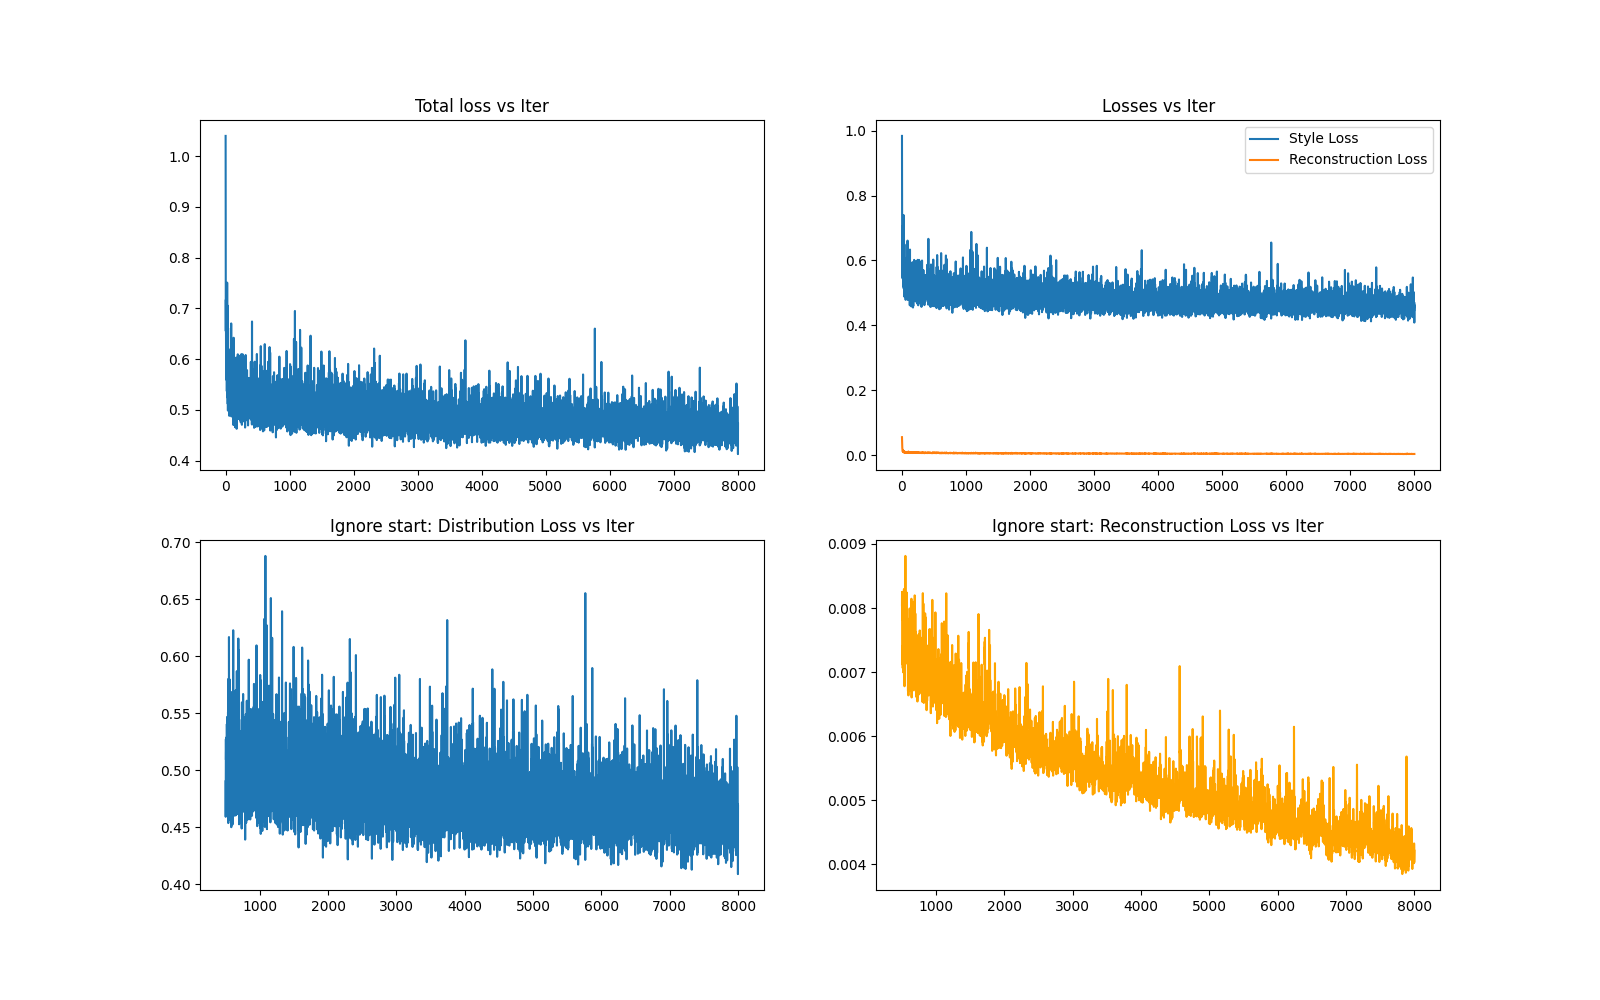 Total loss vs Iter
1.0
0.9
0.8
0.7
0.6
0.5
0.4
0 1000 2000 3000 4000 5000 6000 7000 8000
Losses vs Iter
Style Loss
Reconstruction Loss
1.0
0.8
0.6
0.4
0.2
0.0
0 1000 2000 3000 4000 5000 6000 7000 8000
Ignore start: Distribution Loss vs Iter
0.70
0.65
0.60
0.55
0.50
0.45
0.40
1000 2000 3000 4000 5000 6000 7000 8000
Ignore start: Reconstruction Loss vs Iter
0.009
0.008
0.007
0.006
0.005
0.004
1000 2000 3000 4000 5000 6000 7000 8000